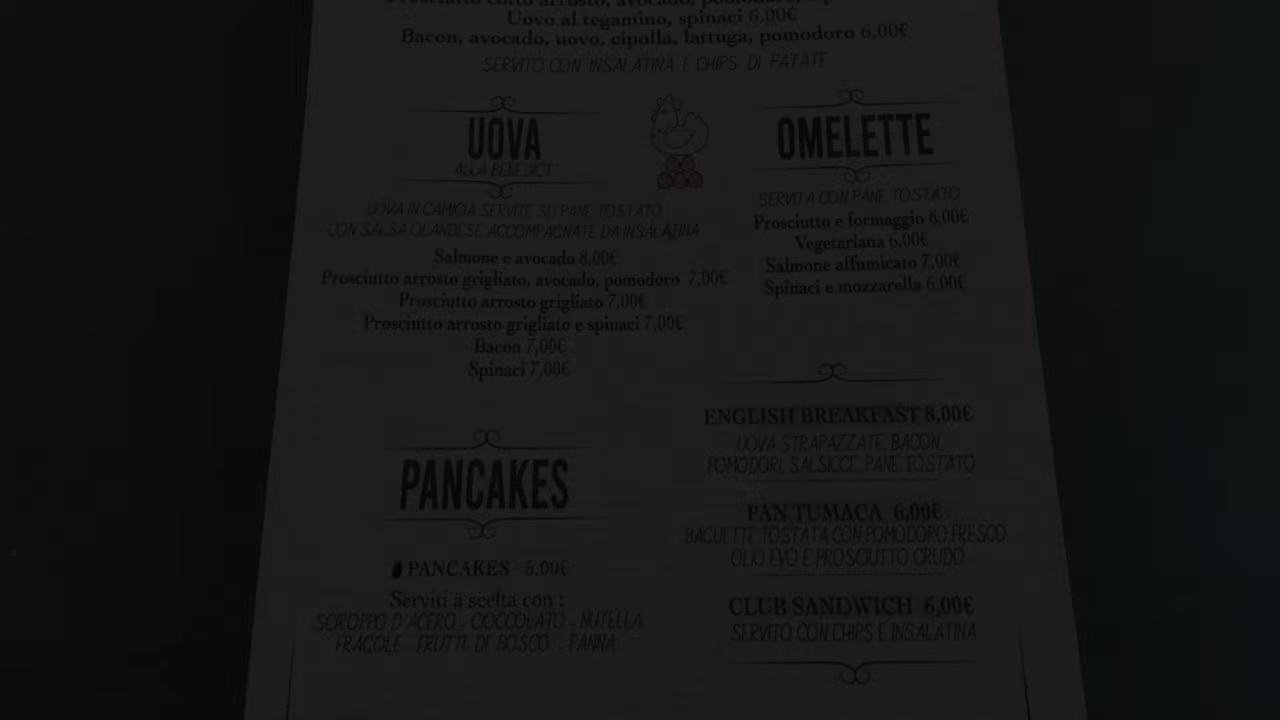 Prosciutto cotto arrosto, avocado,
Uovo al tegamino, spinaci 6,00€
Bacon, avocado, uovo, cipolla, lattuga, pomodoro 6,00€
SERVITO CON INSALATINA E CHIPS DI PATATE
UOVA
ALLA BENEDICT
UOVA IN CAMICIA SERVITE SU PANE TOSTATO
CON SALSA OLANDESE ACCOMPAGNATE DA INSALATINA
Salmone e avocado 8,00€
Prosciutto arrosto grigliato, avocado, pomodoro 7,00€
Prosciutto arrosto grigliato 7,00€
Prosciutto arrosto grigliato e spinaci 7,00€
Bacon 7,00€
Spinaci 7,00€
OMELETTE
SERVITA CON PANE TOSTATO
Prosciutto e formaggio 6,00€
Vegetariana 6,00€
Salmone affumicato 7,00€
Spinaci e mozzarella 6,00€
PANCAKES
PANCAKES 5,00€
Serviti a scelta con :
SCIROPPO D'ACERO - CIOCCOLATO - NUTELLA
FRAGOLE - FRUTTI DI BOSCO - PANNA
ENGLISH BREAKFAST 8,00€
UOVA STRAPAZZATE, BACON,
POMODORI, SALSICCE, PANE TOSTATO
PAN TUMACA 6,00€
BAGUETTE TOSTATA CON POMODORO FRESCO
OLIO EVO E PROSCIUTTO CRUDO
CLUB SANDWICH 6,00€
SERVITO CON CHIPS E INSALATINA